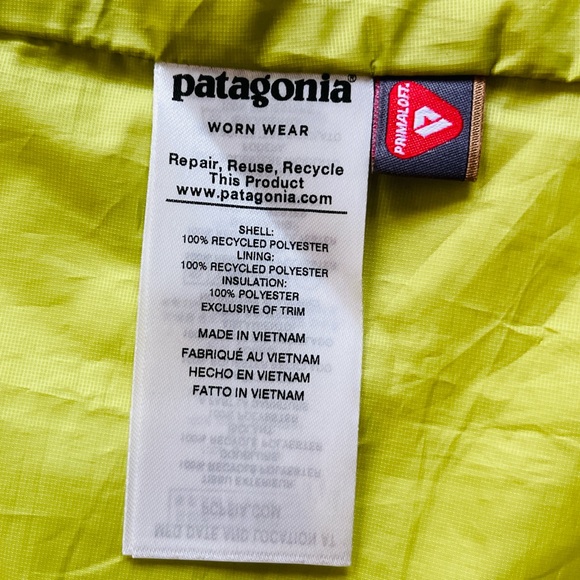 patagonia®
WORN WEAR
Repair, Reuse, Recycle
This Product
www.patagonia.com
SHELL:
100% RECYCLED POLYESTER
LINING:
100% RECYCLED POLYESTER
INSULATION:
100% POLYESTER
EXCLUSIVE OF TRIM
MADE IN VIETNAM
FABRIQUÉ AU VIETNAM
HECHO EN VIETNAM
FATTO IN VIETNAM
PRIMALOFT